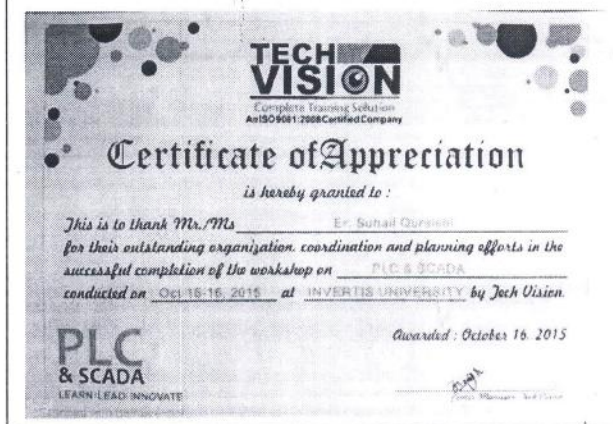 TECH
VISION
Complete Training Solution
An ISO 9001:2008 Certified Company
Certificate of Appreciation
is hereby granted to :
This is to thank Mr./Ms Er. Suhail Qureshi
for their outstanding organization, coordination and planning efforts in the
successful completion of the workshop on PLC & SCADA
conducted on Oct 15-16, 2015 at INVERTIS UNIVERSITY by Tech Vision.
Awarded : October 16, 2015
PLC
& SCADA
LEARN LEAD INNOVATE